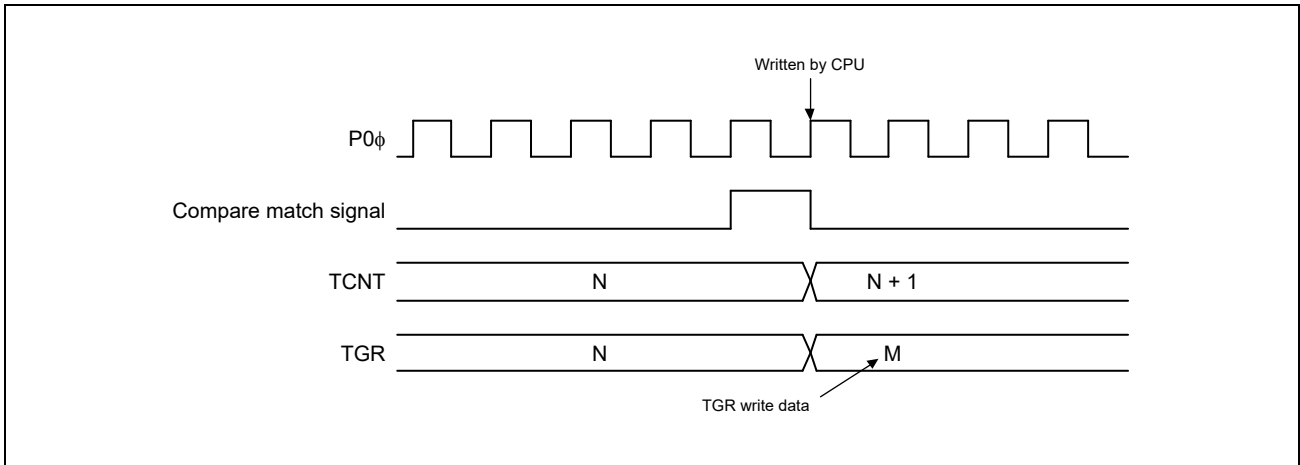 Written by CPU
P0ϕ
Compare match signal
TCNT N N + 1
TGR N M
TGR write data